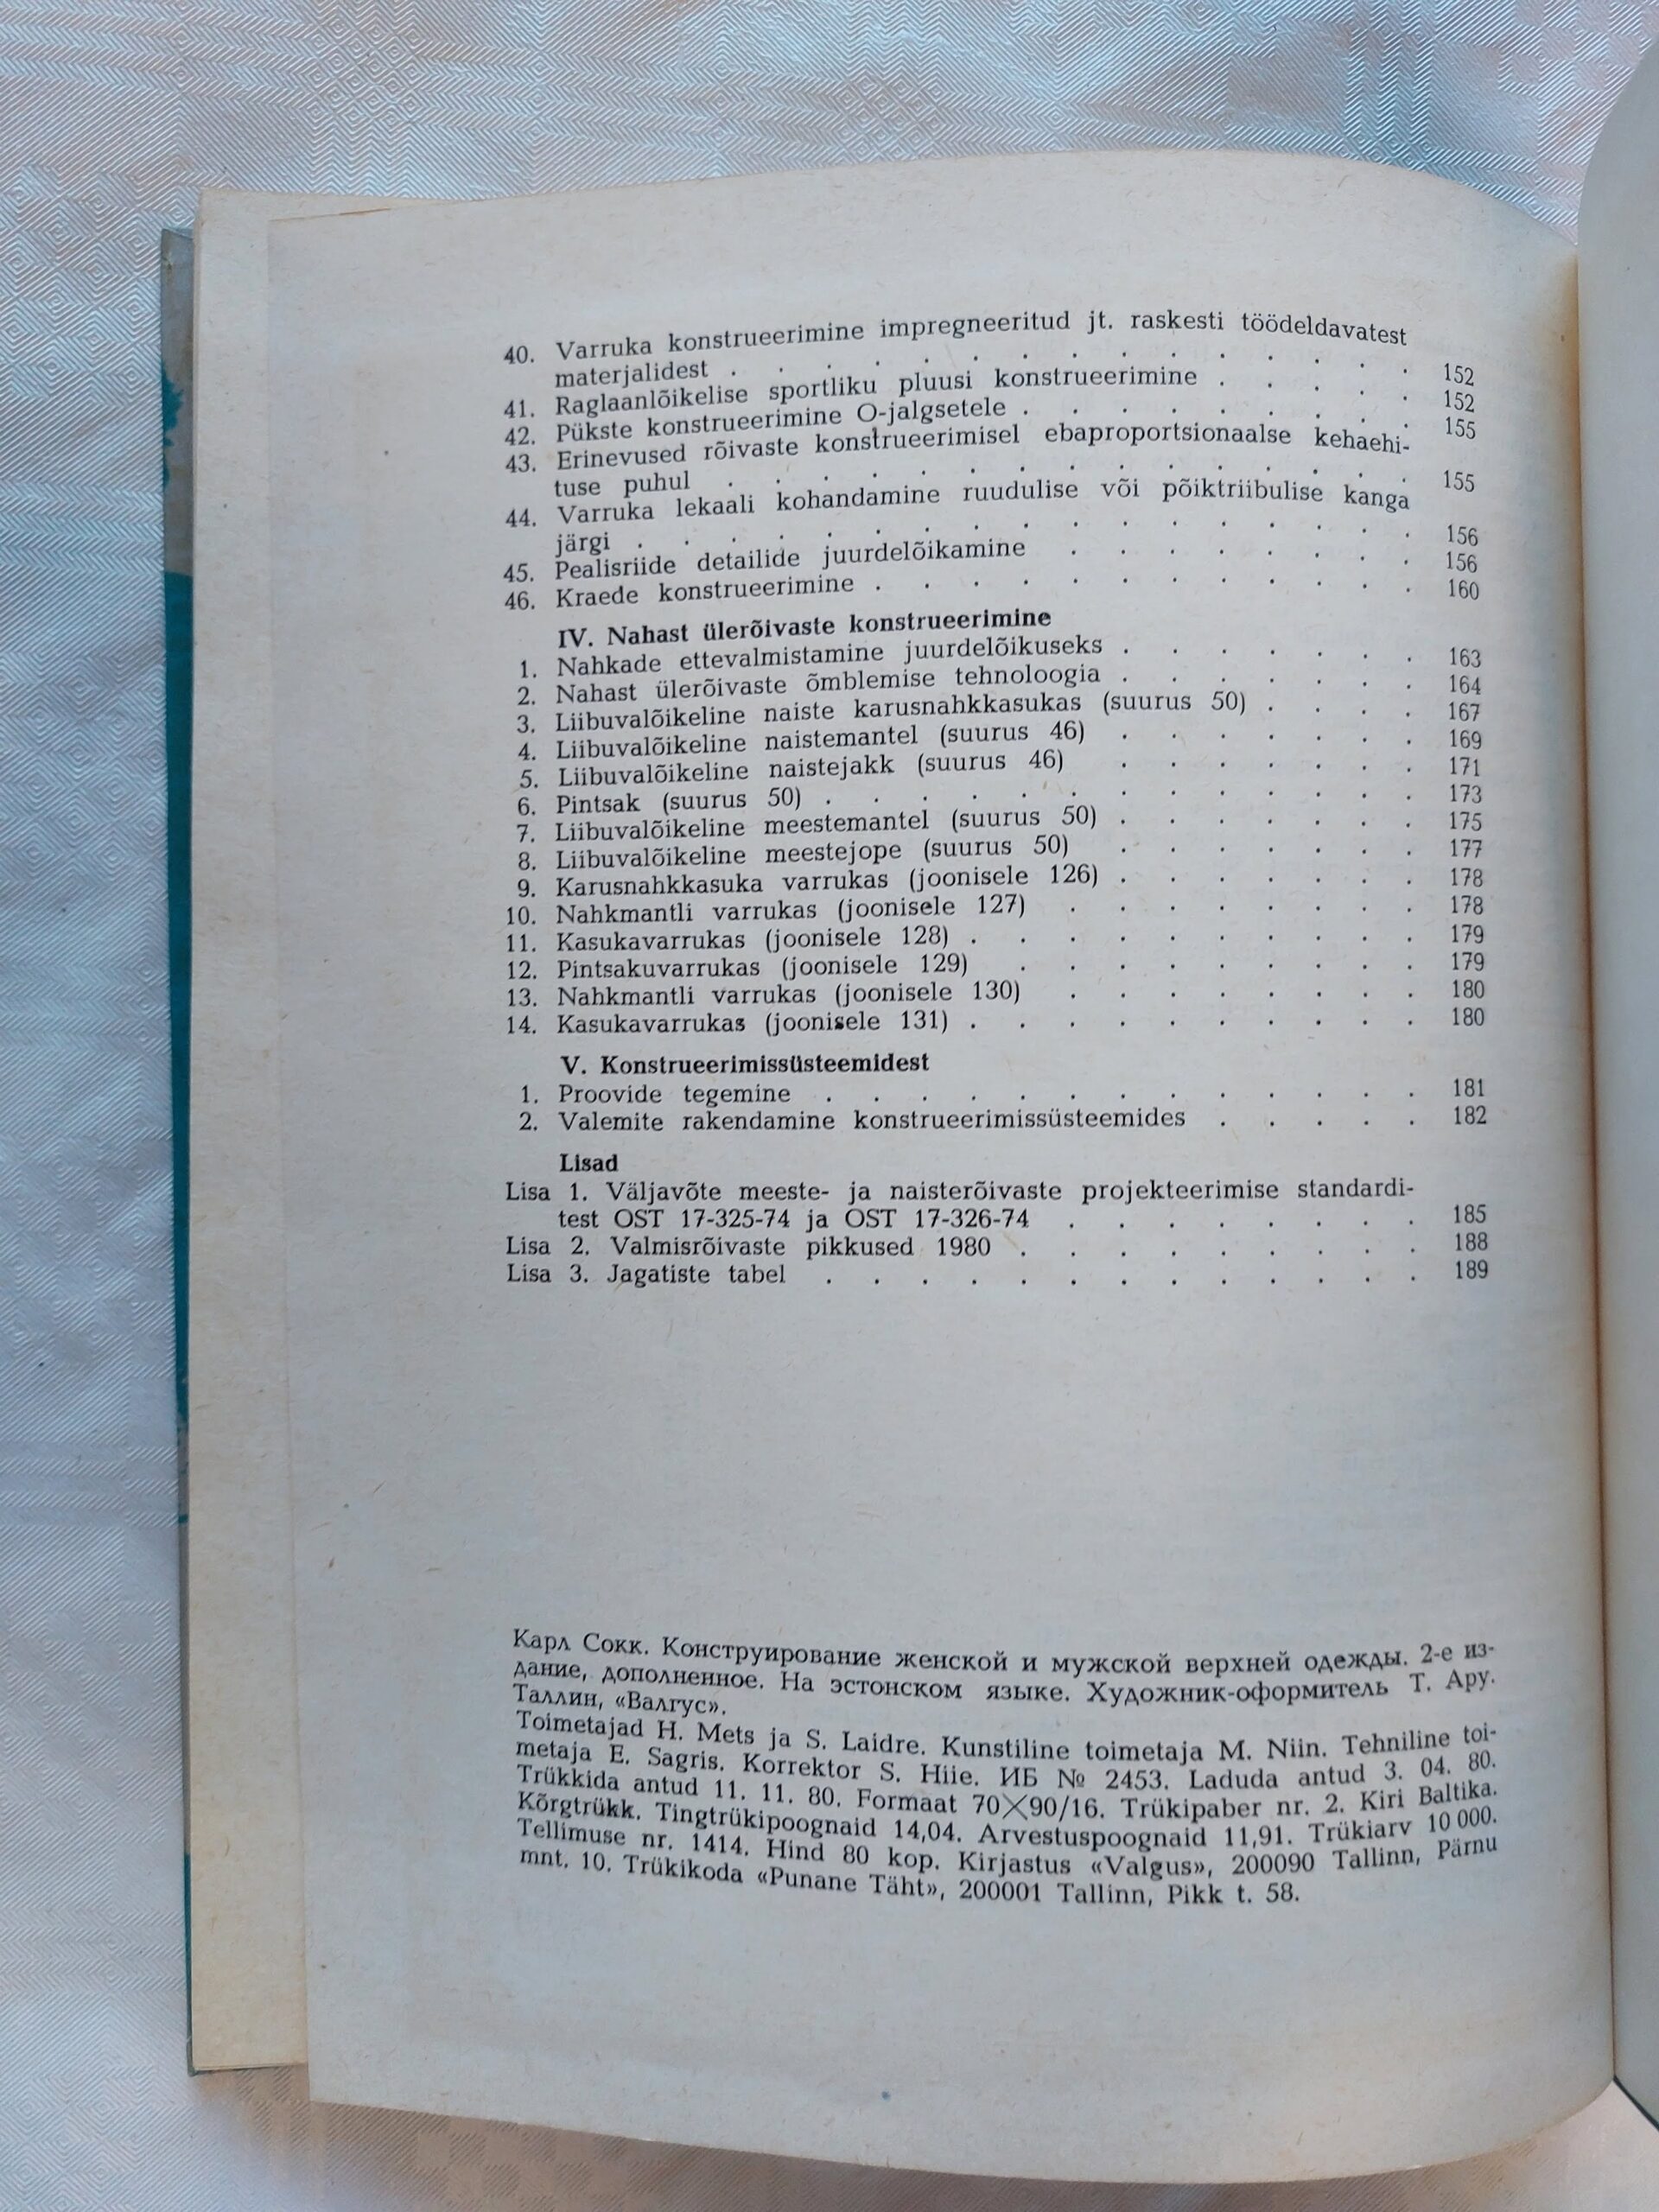 40. Varruka konstrueerimine impregneeritud jt. raskesti töödeldavatest
materjalidest . . . . . . . . . . . . . . 152
41. Raglaanlõikelise sportliku pluusi konstrueerimine . . . . . 152
42. Pükste konstrueerimine O-jalgsetele . . . . . . . . . 155
43. Erinevused rõivaste konstrueerimisel ebaproportsionaalse kehaehi-
tuse puhul . . . . . . . . . . . . . . 155
44. Varruka lekaali kohandamine ruudulise või põiktriibulise kanga
järgi . . . . . . . . . . . . . . . . 156
45. Pealisriide detailide juurdelõikamine . . . . . . . . 156
46. Kraede konstrueerimine . . . . . . . . . . . . 160
IV. Nahast ülerõivaste konstrueerimine
1. Nahkade ettevalmistamine juurdelõikuseks . . . . . . . 163
2. Nahast ülerõivaste õmblemise tehnoloogia . . . . . . . 164
3. Liibuvalõikeline naiste karusnahkkasukas (suurus 50) . . . . 167
4. Liibuvalõikeline naistemantel (suurus 46) . . . . . . . 169
5. Liibuvalõikeline naistejakk (suurus 46) . . . . . . . 171
6. Pintsak (suurus 50) . . . . . . . . . . . . . 173
7. Liibuvalõikeline meestemantel (suurus 50) . . . . . . . 175
8. Liibuvalõikeline meestejope (suurus 50) . . . . . . . 177
9. Karusnahkkasuka varrukas (joonisele 126) . . . . . . . 178
10. Nahkmantli varrukas (joonisele 127) . . . . . . . . 178
11. Kasukavarrukas (joonisele 128) . . . . . . . . . . 179
12. Pintsakuvarrukas (joonisele 129) . . . . . . . . . 179
13. Nahkmantli varrukas (joonisele 130) . . . . . . . . 180
14. Kasukavarrukas (joonisele 131) . . . . . . . . . . 180
V. Konstrueerimissüsteemidest
1. Proovide tegemine . . . . . . . . . . . . . 181
2. Valemite rakendamine konstrueerimissüsteemides . . . . . 182
Lisad
Lisa 1. Väljavõte meeste- ja naisterõivaste projekteerimise standardi-
test OST 17-325-74 ja OST 17-326-74 . . . . . . . . 185
Lisa 2. Valmisrõivaste pikkused 1980 . . . . . . . . . 188
Lisa 3. Jagatiste tabel . . . . . . . . . . . . . 189
Карл Сокк. Конструирование женской и мужской верхней одежды. 2-е из-
дание, дополненное. На эстонском языке. Художник-оформитель Т. Ару.
Таллин, «Валгус».
Toimetajad H. Mets ja S. Laidre. Kunstiline toimetaja M. Niin. Tehniline toi-
metaja E. Sagris. Korrektor S. Hiie. ИБ № 2453. Laduda antud 3. 04. 80.
Trükkida antud 11. 11. 80. Formaat 70×90/16. Trükipaber nr. 2. Kiri Baltika.
Kõrgtrükk. Tingtrükipoognaid 14,04. Arvestuspoognaid 11,91. Trükiarv 10 000.
Tellimuse nr. 1414. Hind 80 kop. Kirjastus «Valgus», 200090 Tallinn, Pärnu
mnt. 10. Trükikoda «Punane Täht», 200001 Tallinn, Pikk t. 58.